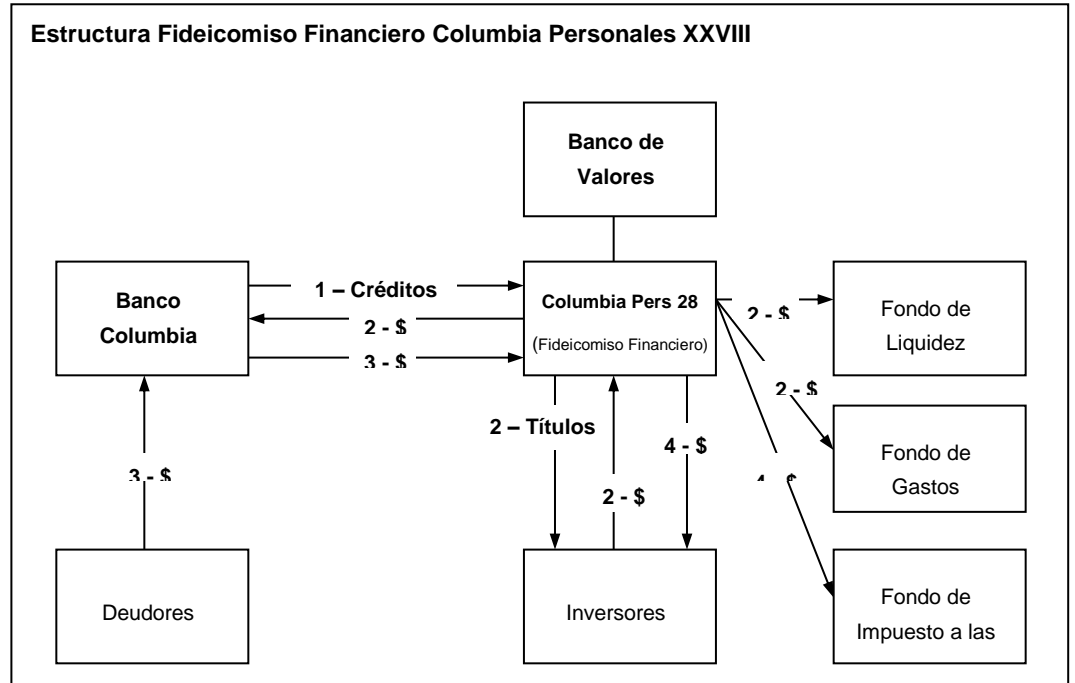 Estructura Fideicomiso Financiero Columbia Personales XXVIII
Banco de
Valores
Banco
Columbia
1 – Créditos
2 - $
3 - $
Columbia Pers 28
(Fideicomiso Financiero)
2 - $
Fondo de
Liquidez
2 - $
Fondo de
Gastos
4 - $
2 – Títulos
4 - $
2 - $
3 - $
Deudores
Inversores
Fondo de
Impuesto a las